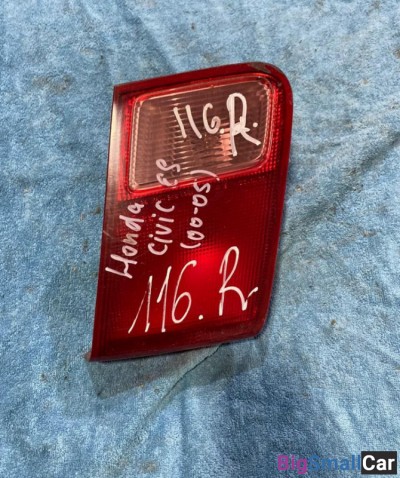 116.R.
Honda
Civic ES
(00-05)
116.R
BigSmallCar